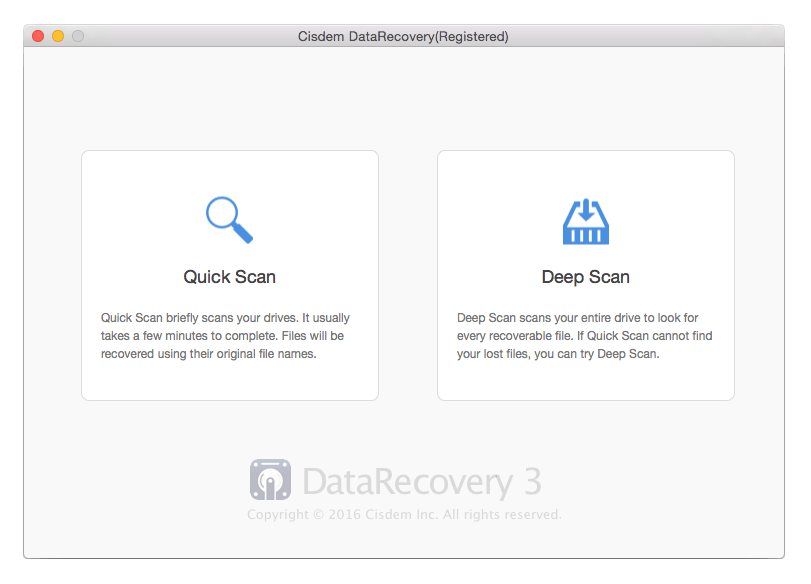 Cisdem DataRecovery(Registered)
Quick Scan
Quick Scan briefly scans your drives. It usually
takes a few minutes to complete. Files will be
recovered using their original file names.
Deep Scan
Deep Scan scans your entire drive to look for
every recoverable file. If Quick Scan cannot find
your lost files, you can try Deep Scan.
DataRecovery 3
Copyright © 2016 Cisdem Inc. All rights reserved.